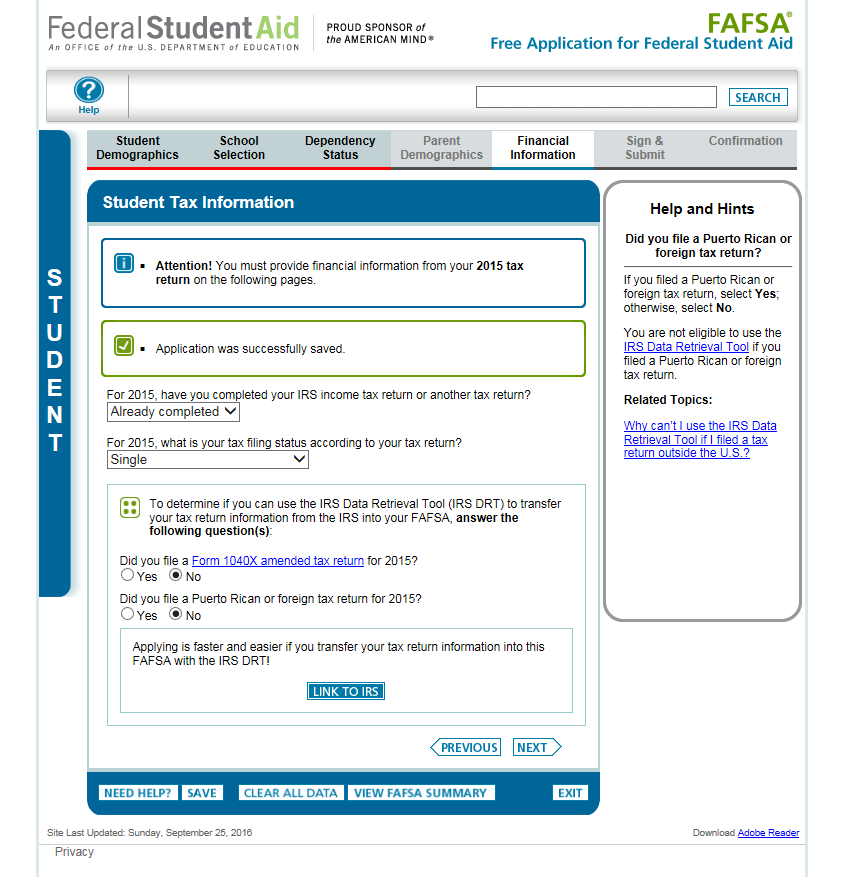 Federal Student Aid
An OFFICE of the U.S. DEPARTMENT of EDUCATION
PROUD SPONSOR of
the AMERICAN MIND®
FAFSA®
Free Application for Federal Student Aid
?
Help
SEARCH
Student
Demographics
School
Selection
Dependency
Status
Parent
Demographics
Financial
Information
Sign &
Submit
Confirmation
STUDENT
Student Tax Information
i
Attention! You must provide financial information from your 2015 tax
return on the following pages.
Application was successfully saved.
For 2015, have you completed your IRS income tax return or another tax return?
Already completed
For 2015, what is your tax filing status according to your tax return?
Single
To determine if you can use the IRS Data Retrieval Tool (IRS DRT) to transfer
your tax return information from the IRS into your FAFSA, answer the
following question(s):
Did you file a Form 1040X amended tax return for 2015?
Yes No
Did you file a Puerto Rican or foreign tax return for 2015?
Yes No
Applying is faster and easier if you transfer your tax return information into this
FAFSA with the IRS DRT!
LINK TO IRS
PREVIOUS NEXT
NEED HELP? SAVE CLEAR ALL DATA VIEW FAFSA SUMMARY EXIT
Help and Hints
Did you file a Puerto Rican or
foreign tax return?
If you filed a Puerto Rican or
foreign tax return, select Yes;
otherwise, select No.
You are not eligible to use the
IRS Data Retrieval Tool if you
filed a Puerto Rican or foreign
tax return.
Related Topics:
Why can't I use the IRS Data
Retrieval Tool if I filed a tax
return outside the U.S.?
Site Last Updated: Sunday, September 25, 2016
Download Adobe Reader
Privacy